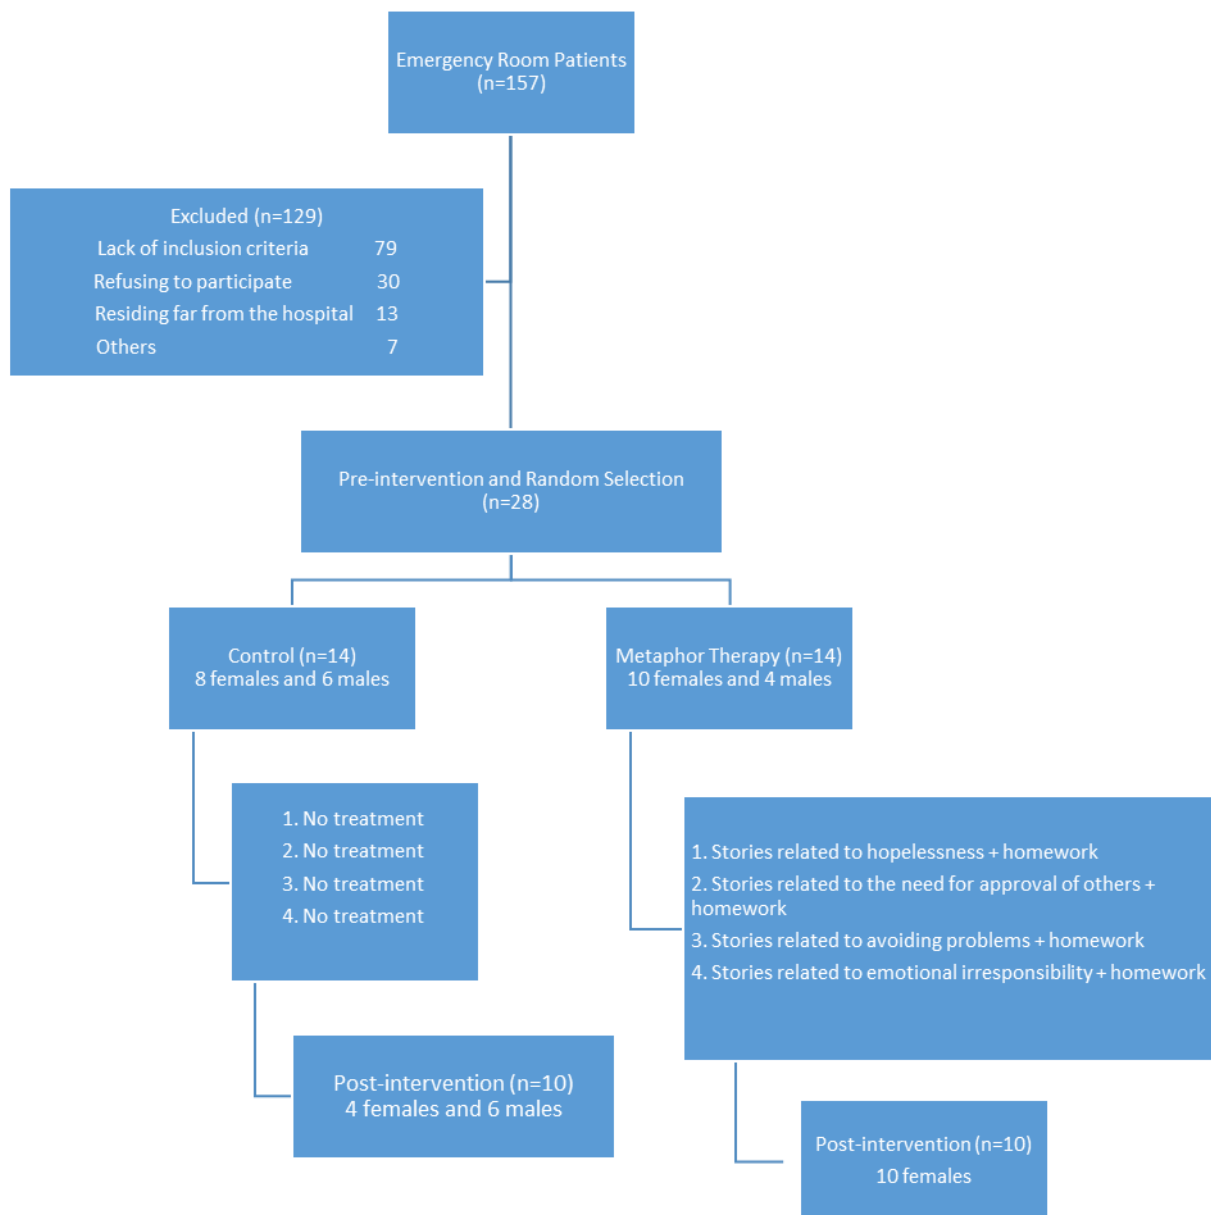 Emergency Room Patients
(n=157)
Excluded (n=129)
Lack of inclusion criteria 79
Refusing to participate 30
Residing far from the hospital 13
Others 7
Pre-intervention and Random Selection
(n=28)
Control (n=14)
8 females and 6 males
Metaphor Therapy (n=14)
10 females and 4 males
1. No treatment
2. No treatment
3. No treatment
4. No treatment
1. Stories related to hopelessness + homework
2. Stories related to the need for approval of others +
homework
3. Stories related to avoiding problems + homework
4. Stories related to emotional irresponsibility + homework
Post-intervention (n=10)
4 females and 6 males
Post-intervention (n=10)
10 females